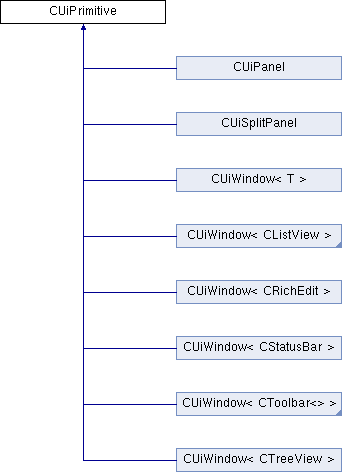 CUiPrimitive
CUiPanel
CUiSplitPanel
CUiWindow< T >
CUiWindow< CListView >
CUiWindow< CRichEdit >
CUiWindow< CStatusBar >
CUiWindow< CToolbar<> >
CUiWindow< CTreeView >